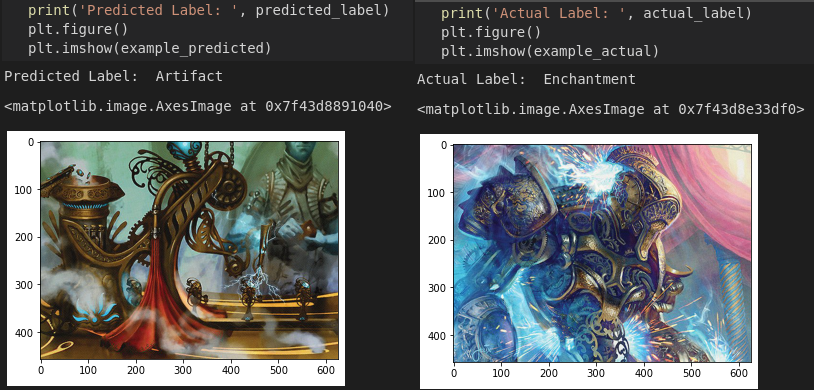 print('Predicted Label: ', predicted_label)
plt.figure()
plt.imshow(example_predicted)
Predicted Label:  Artifact
<matplotlib.image.AxesImage at 0x7f43d8891040>
0
100
200
300
400
0 100 200 300 400 500 600
print('Actual Label: ', actual_label)
plt.figure()
plt.imshow(example_actual)
Actual Label:  Enchantment
<matplotlib.image.AxesImage at 0x7f43d8e33df0>
0
100
200
300
400
0 100 200 300 400 500 600